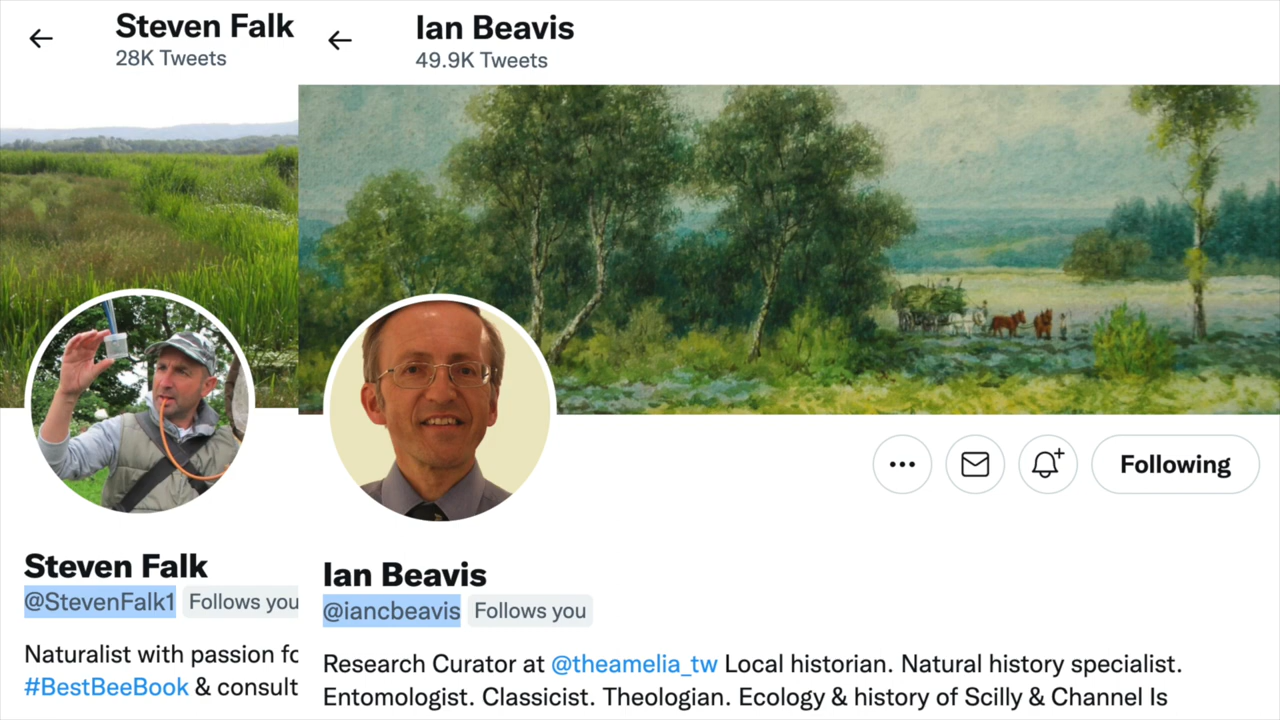 Steven Falk
28K Tweets
Steven Falk
@StevenFalk1 Follows you
Naturalist with passion fo
#BestBeeBook & consult
Ian Beavis
49.9K Tweets
Following
Ian Beavis
@iancbeavis Follows you
Research Curator at @theamelia_tw Local historian. Natural history specialist.
Entomologist. Classicist. Theologian. Ecology & history of Scilly & Channel Is